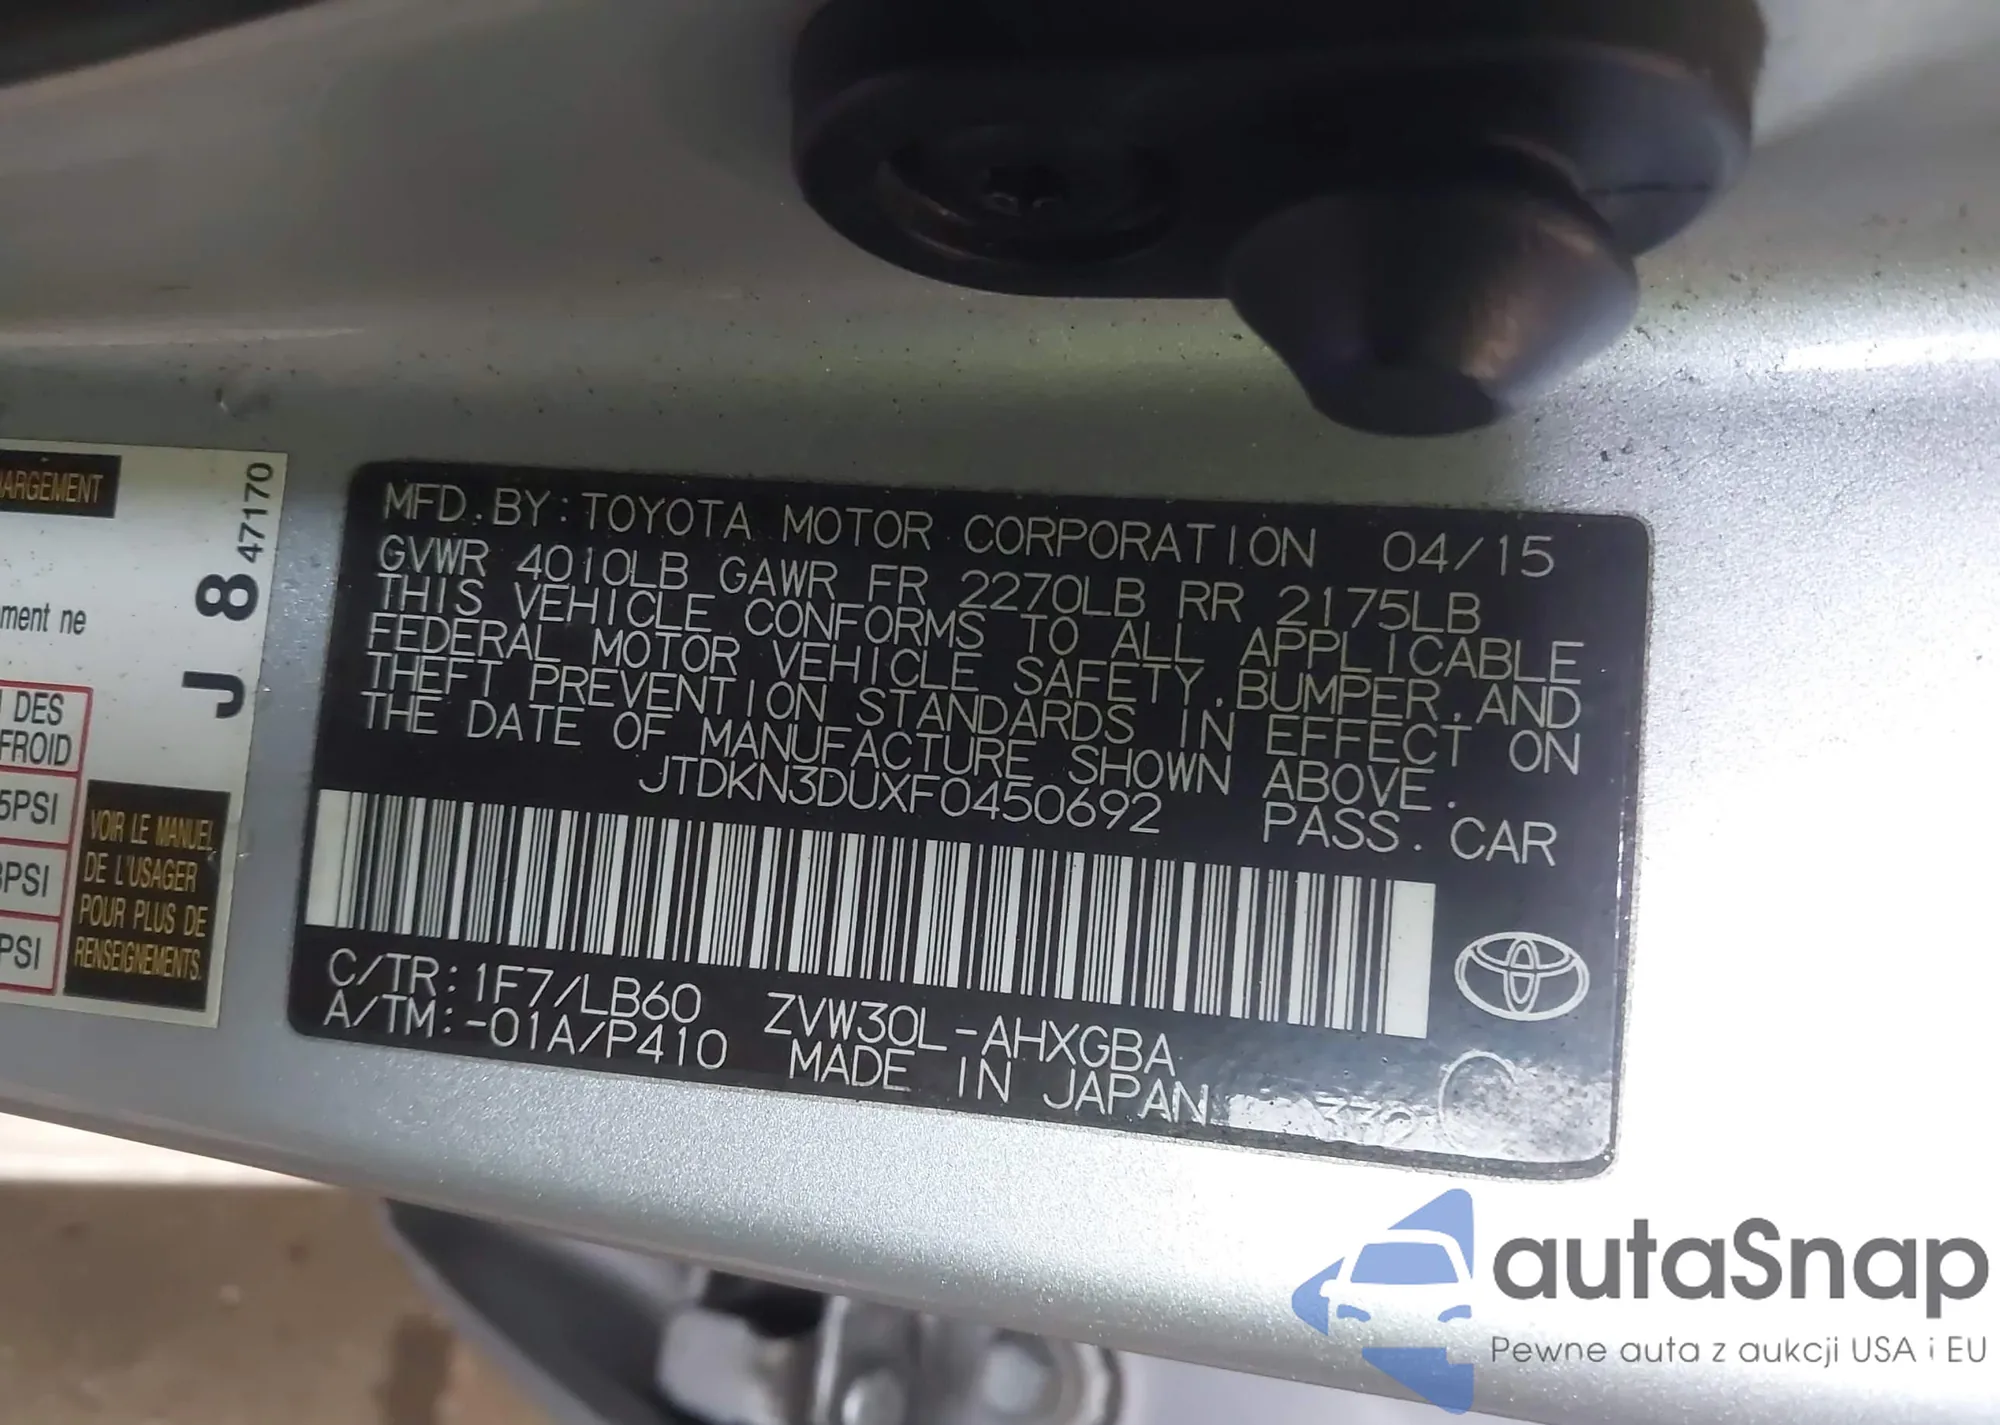 HARGEMENT
ment ne
DES
FROID
5PSI
PSI
PSI
VOIR LE MANUEL
DE L'USAGER
POUR PLUS DE
RENSEIGNEMENTS.
J 8 47170
MFD. BY: TOYOTA MOTOR CORPORATION 04/15
GVWR 4010LB GAWR FR 2270LB RR 2175LB
THIS VEHICLE CONFORMS TO ALL APPLICABLE
FEDERAL MOTOR VEHICLE SAFETY, BUMPER, AND
THEFT PREVENTION STANDARDS IN EFFECT ON
THE DATE OF MANUFACTURE SHOWN ABOVE.
JTDKN3DUXF0450692 PASS. CAR
C/TR: 1F7/LB60 ZVW30L-AHXGBA
A/TM: -01A/P410 MADE IN JAPAN
autaSnap
Pewne auta z aukcji USA i EU